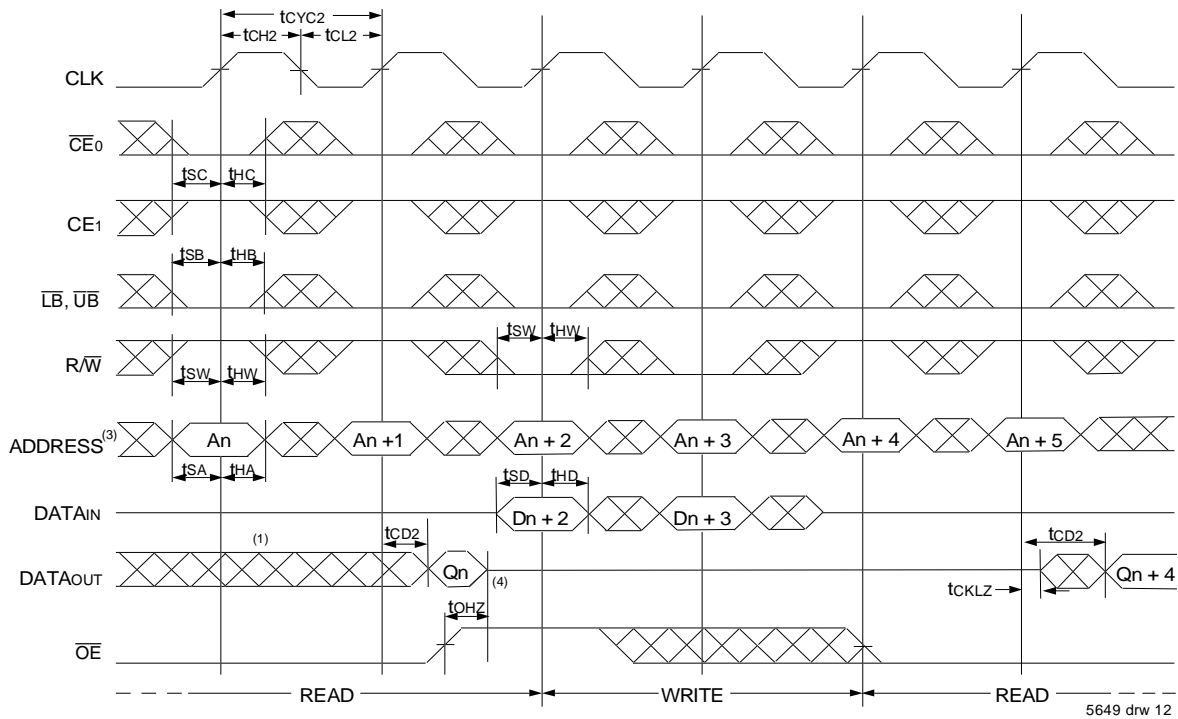 tCYC2
tCH2 tCL2
CLK
CE0
tSC tHC
CE1
tSB tHB
LB, UB
tSW tHW
R/W
tSW tHW
ADDRESS(3) An An +1 An + 2 An + 3 An + 4 An + 5
tSA tHA
tSD tHD
DATAIN Dn + 2 Dn + 3
(1) tCD2 tCD2
DATAOUT Qn (4) Qn + 4
tCKLZ
tOHZ
OE
READ WRITE READ
5649 drw 12